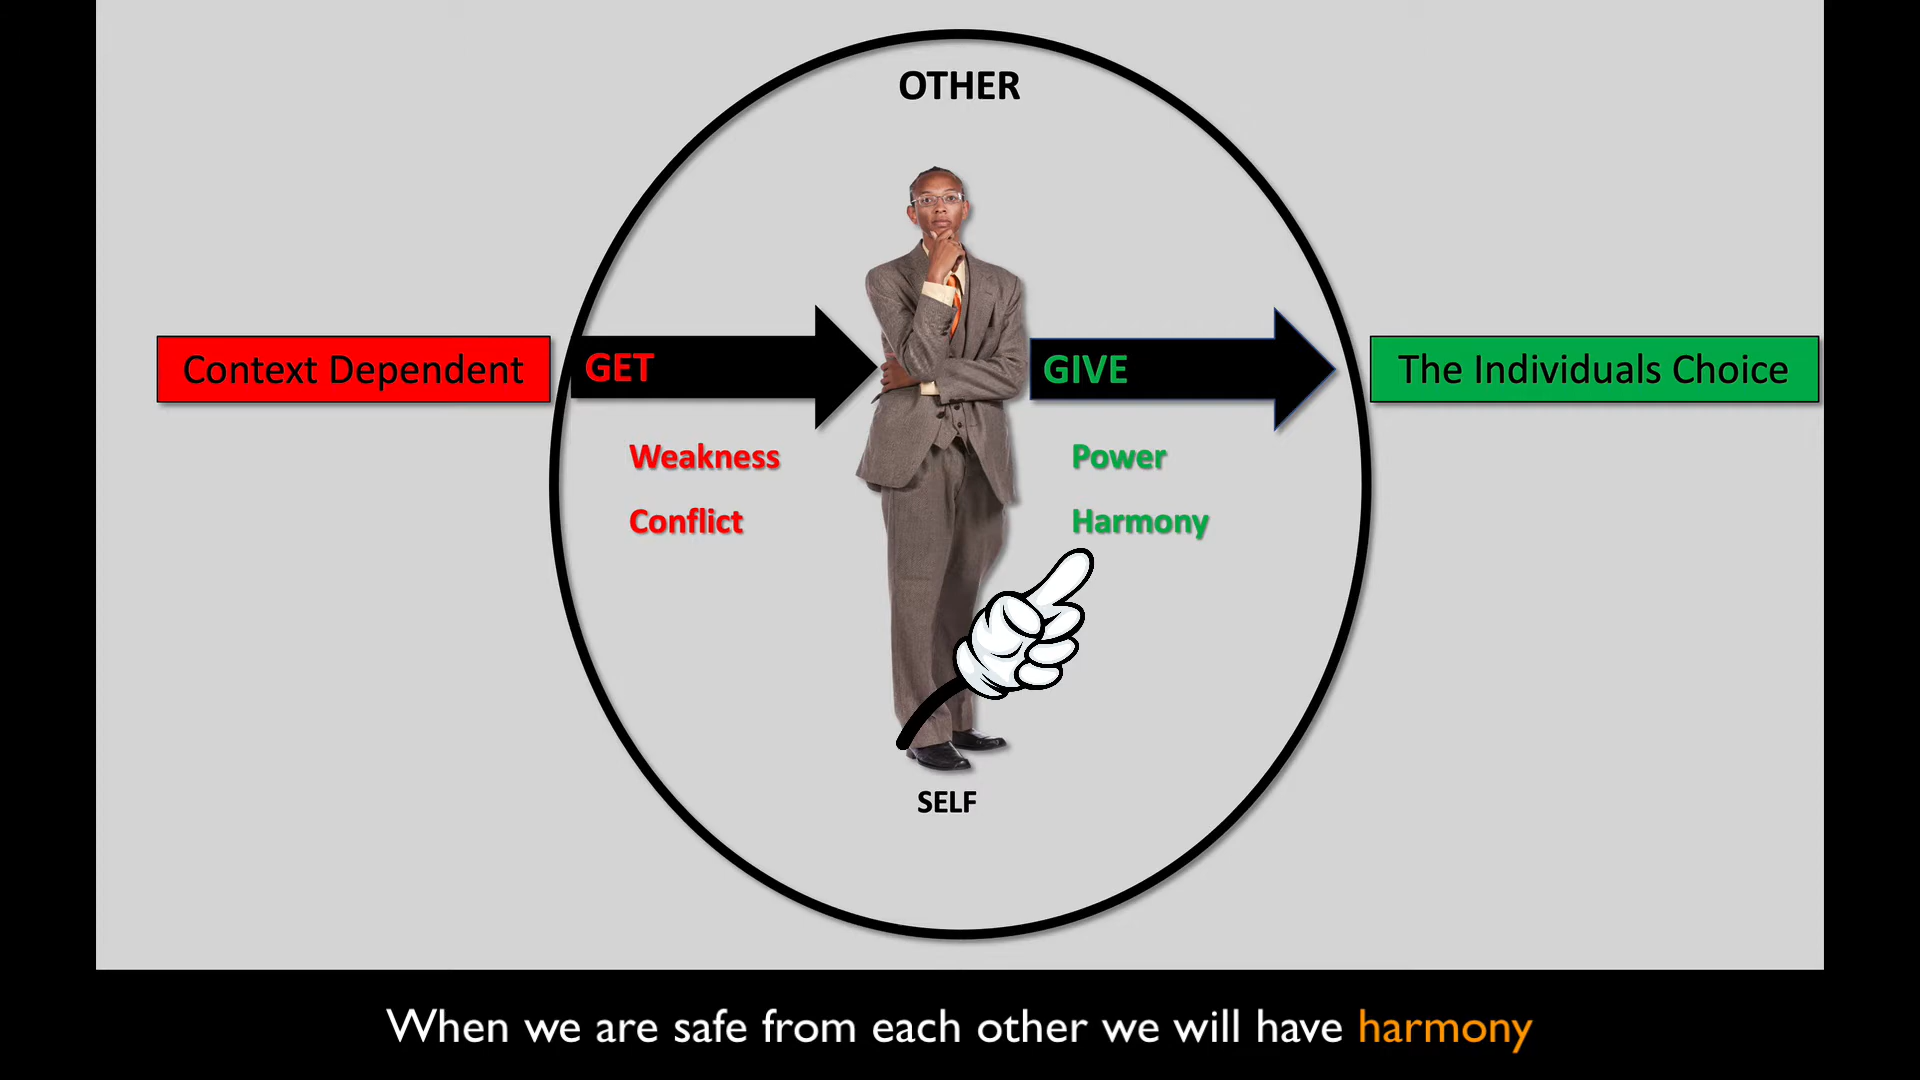 OTHER
Context Dependent
GET
GIVE
The Individuals Choice
Weakness
Power
Conflict
Harmony
SELF
When we are safe from each other we will have harmony